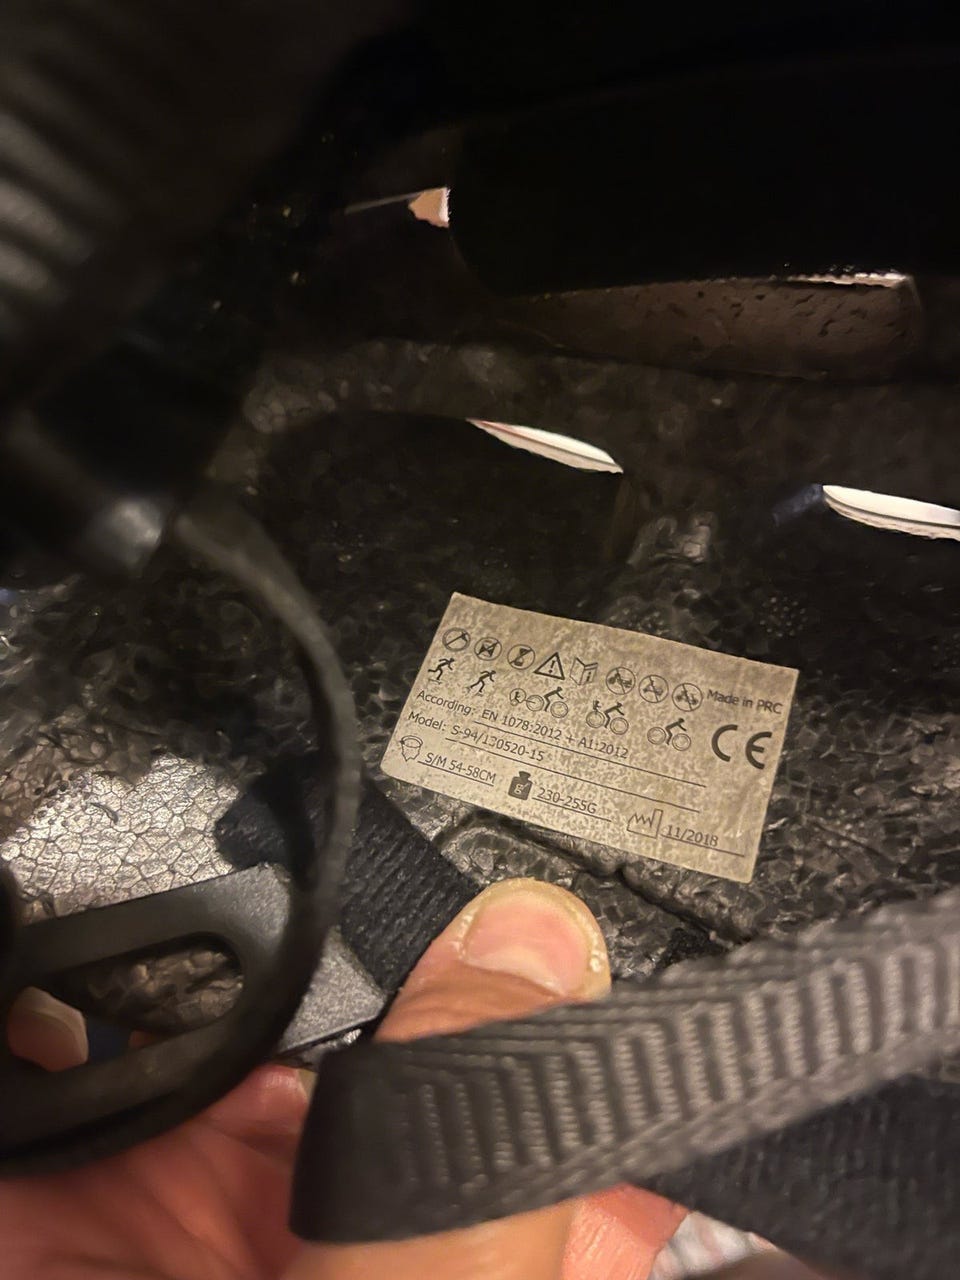 Made in PRC
According: EN 1078:2012 + A1:2012
CE
Model: S-94/130520-15
S/M 54-58CM
g
230-255G
11/2018